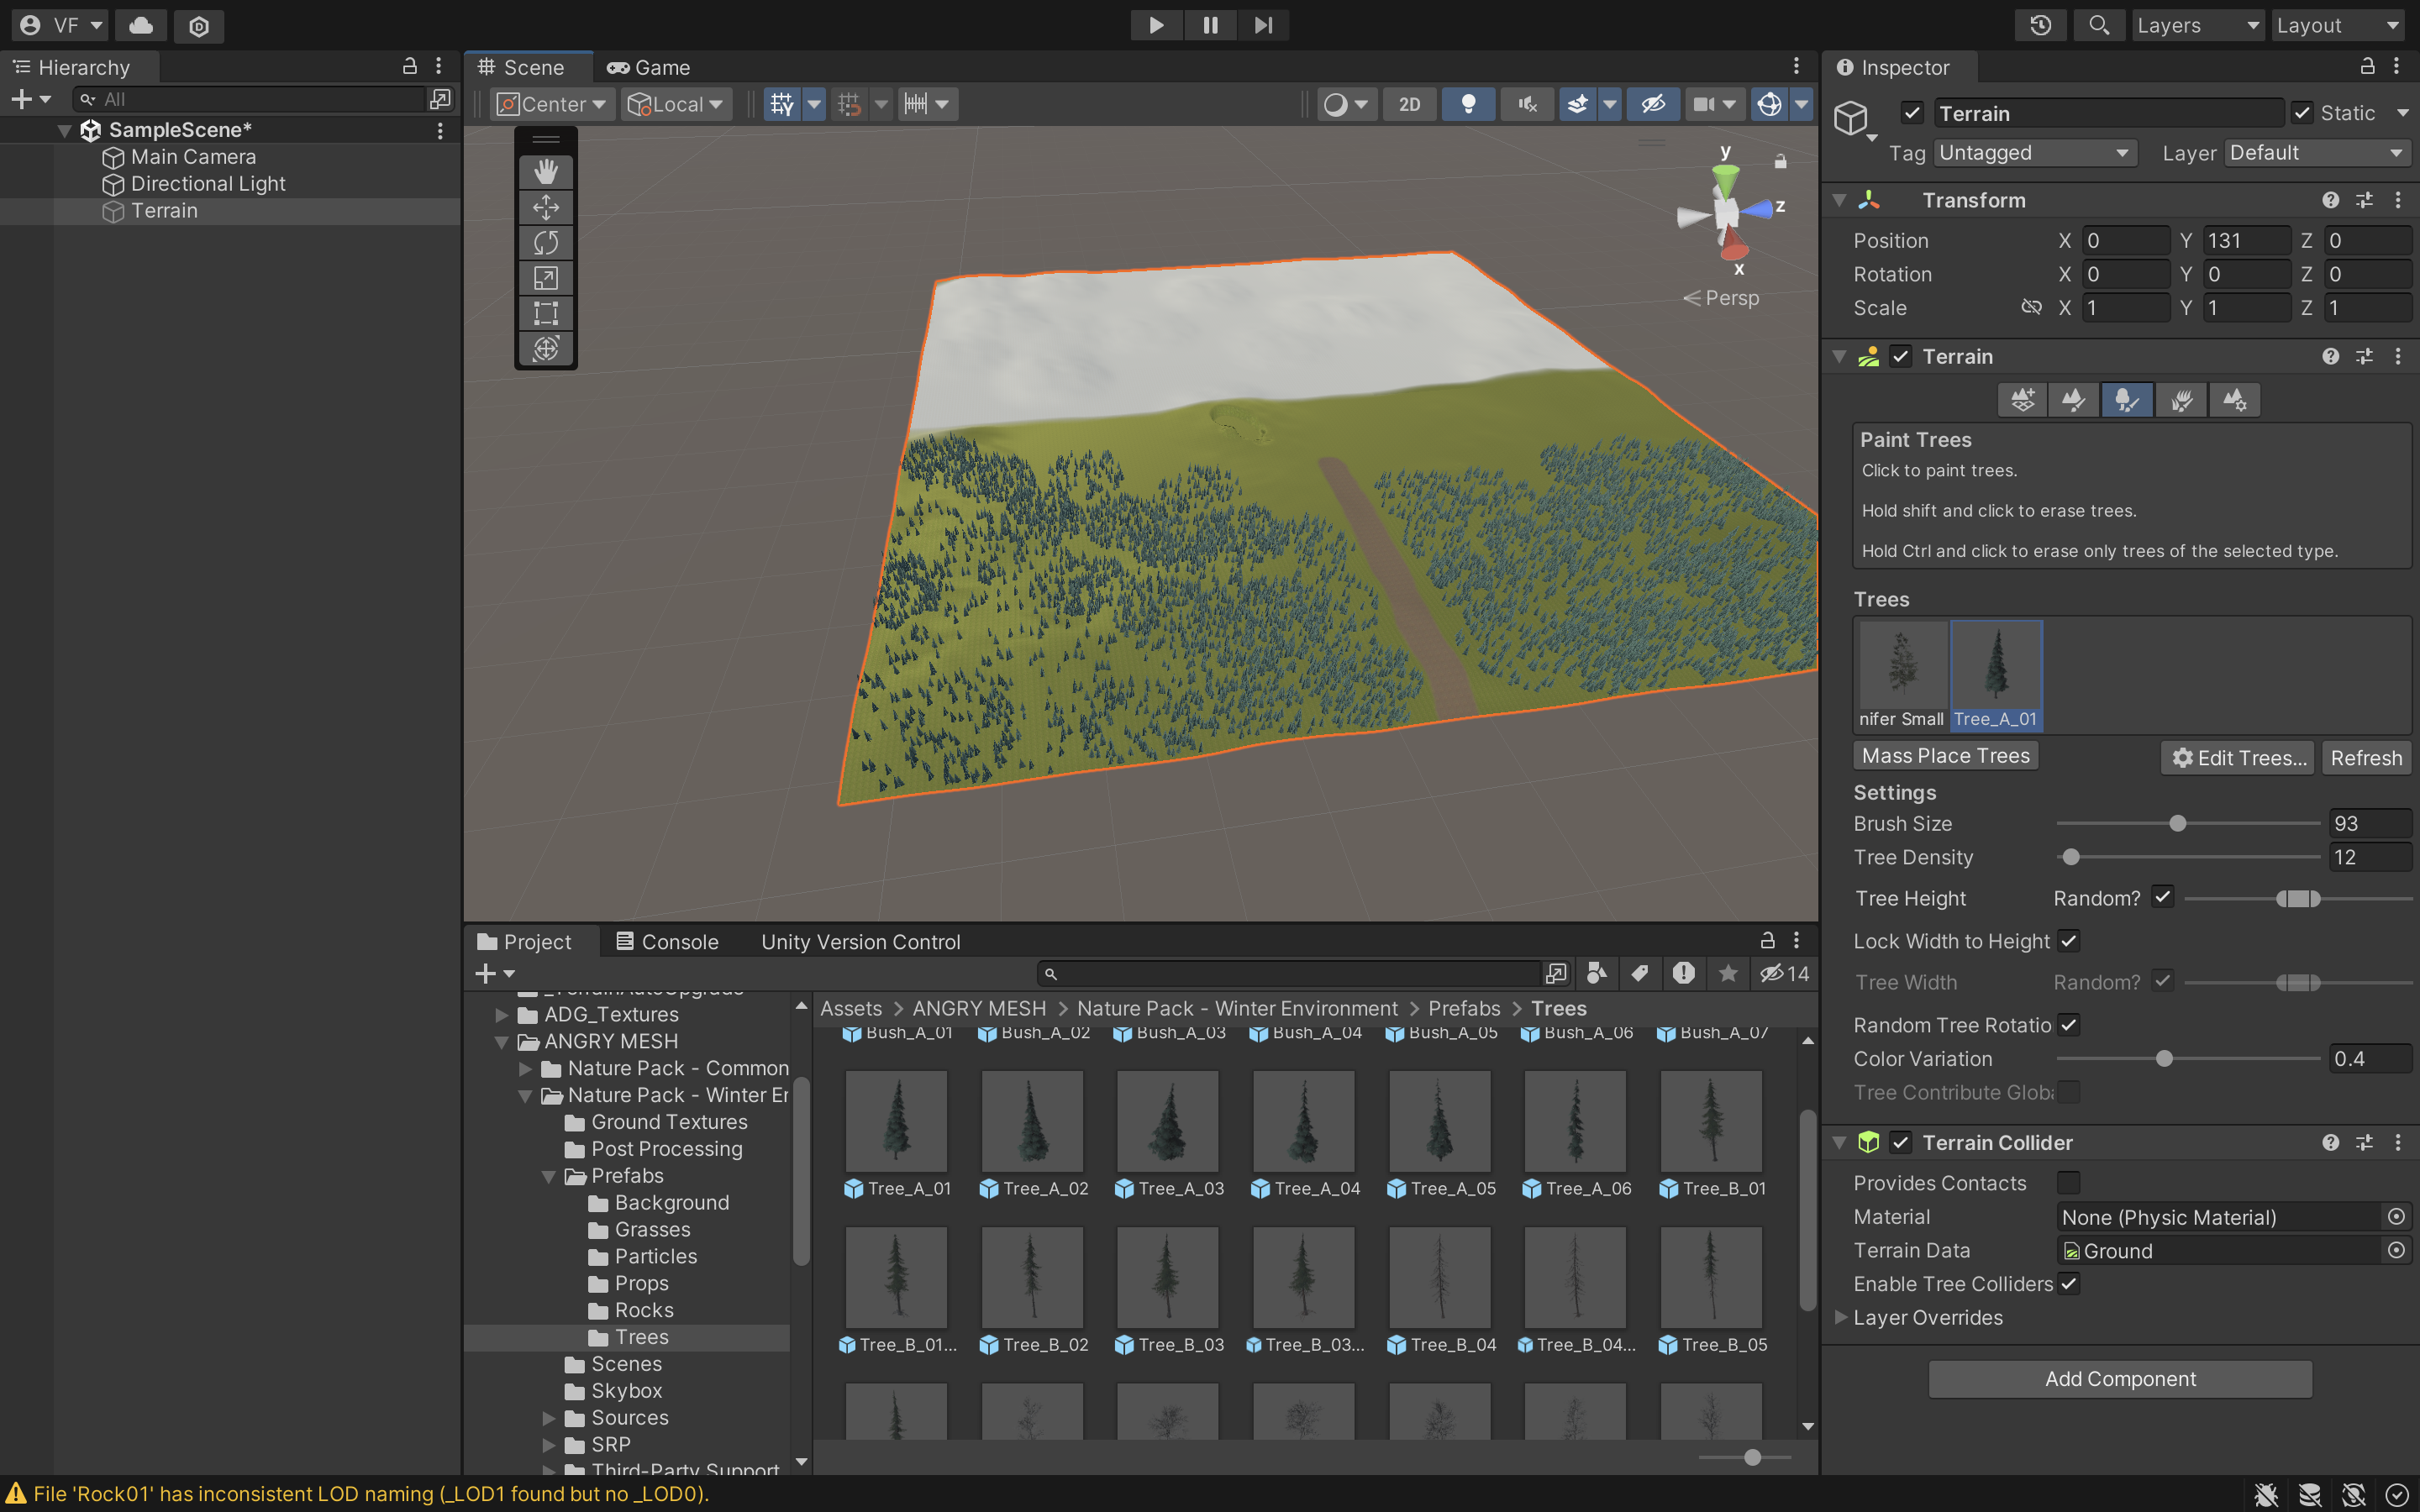 VF
Layers
Layout
Hierarchy
All
SampleScene*
Main Camera
Directional Light
Terrain
Scene
Game
Center
Local
2D
y
z
x
Persp
Project
Console
Unity Version Control
14
ADG_Textures
ANGRY MESH
Nature Pack - Common
Nature Pack - Winter Er
Ground Textures
Post Processing
Prefabs
Background
Grasses
Particles
Props
Rocks
Trees
Scenes
Skybox
Sources
SRP
Third-Party Support
Assets > ANGRY MESH > Nature Pack - Winter Environment > Prefabs > Trees
Bush_A_01 Bush_A_02 Bush_A_03 Bush_A_04 Bush_A_05 Bush_A_06 Bush_A_07
Tree_A_01 Tree_A_02 Tree_A_03 Tree_A_04 Tree_A_05 Tree_A_06 Tree_B_01
Tree_B_01... Tree_B_02 Tree_B_03 Tree_B_03... Tree_B_04 Tree_B_04... Tree_B_05
Inspector
Terrain
Static
Tag Untagged
Layer Default
Transform
Position X 0 Y 131 Z 0
Rotation X 0 Y 0 Z 0
Scale X 1 Y 1 Z 1
Terrain
Paint Trees
Click to paint trees.
Hold shift and click to erase trees.
Hold Ctrl and click to erase only trees of the selected type.
Trees
nifer Small Tree_A_01
Mass Place Trees
Edit Trees...
Refresh
Settings
Brush Size 93
Tree Density 12
Tree Height Random?
Lock Width to Height
Tree Width Random?
Random Tree Rotatio
Color Variation 0.4
Tree Contribute Globa
Terrain Collider
Provides Contacts
Material None (Physic Material)
Terrain Data Ground
Enable Tree Colliders
Layer Overrides
Add Component
File 'Rock01' has inconsistent LOD naming (_LOD1 found but no _LOD0).